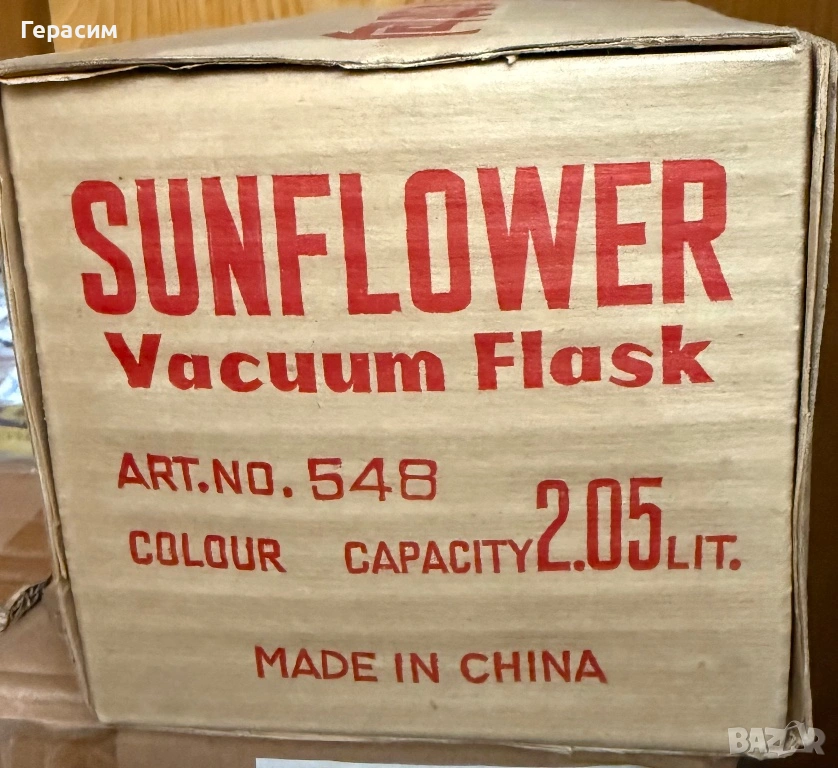 Герасим
SUNFLOWER
Vacuum Flask
ART.NO. 548
COLOUR CAPACITY 2.05 LIT.
MADE IN CHINA
BAZAR